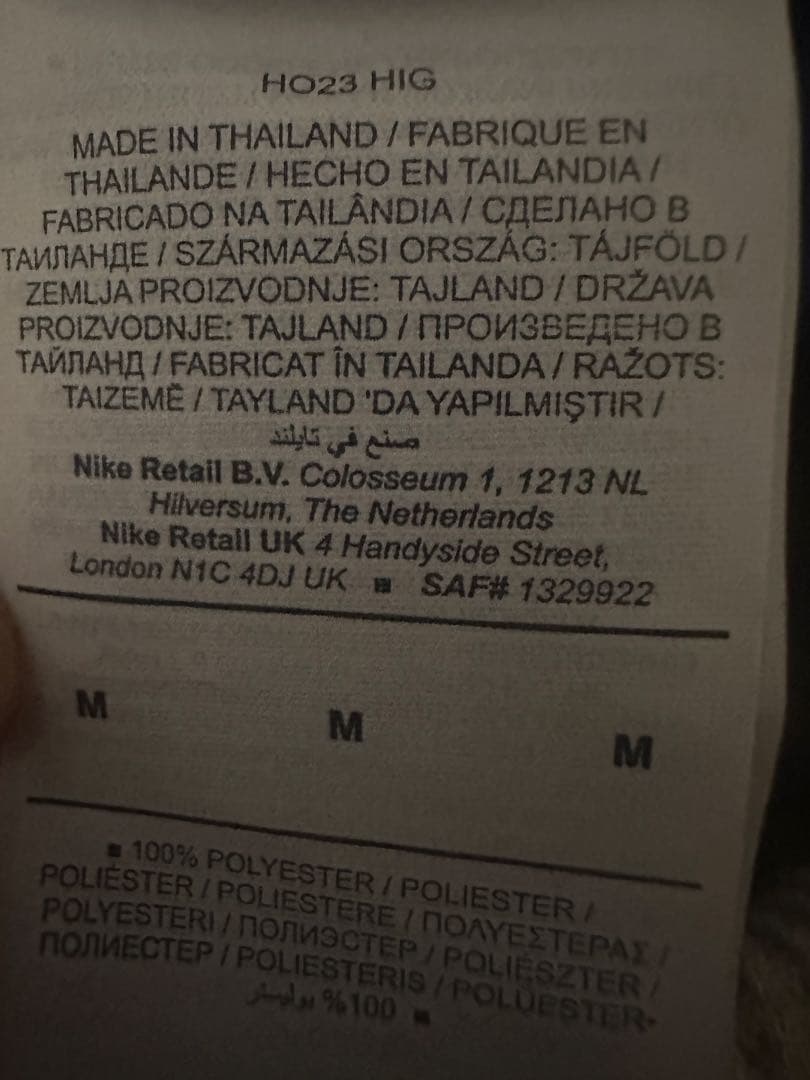 HO23 HIG
MADE IN THAILAND / FABRIQUE EN
THAILANDE / HECHO EN TAILANDIA /
FABRICADO NA TAILÂNDIA / СДЕЛАНО В
ТАИЛАНДЕ / SZÁRMAZÁSI ORSZÁG: TÁJFÖLD /
ZEMLJA PROIZVODNJE: TAJLAND / DRŽAVA
PROIZVODNJE: TAJLAND / ПРОИЗВЕДЕНО В
ТАЙЛАНД / FABRICAT ÎN TAILANDA / RAŽOTS:
TAIZEMĒ / TAYLAND 'DA YAPILMIŞTIR /
صنع في تايلند
Nike Retail B.V. Colosseum 1, 1213 NL
Hilversum, The Netherlands
Nike Retail UK 4 Handyside Street,
London N1C 4DJ UK ■ SAF# 1329922
M M M
■ 100% POLYESTER / POLIESTER /
POLIÉSTER / POLIESTERE / ΠΟΛΥΕΣΤΕΡΑΣ /
POLYESTERI / ПОЛИЭСТЕР / POLIÉSZTER /
ПОЛИЕСТЕР / POLIESTERIS / POLÜESTER-
100% بوليستر ■